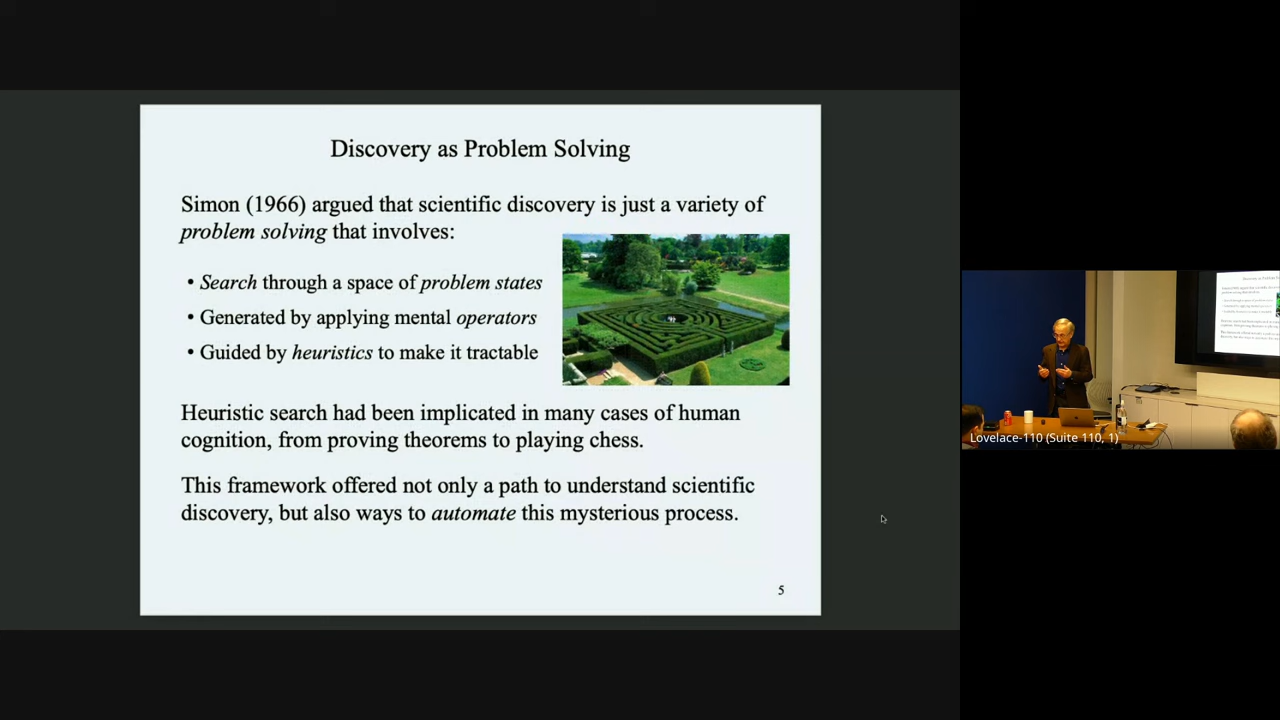 Discovery as Problem Solving
Simon (1966) argued that scientific discovery is just a variety of
problem solving that involves:
• Search through a space of problem states
• Generated by applying mental operators
• Guided by heuristics to make it tractable
Heuristic search had been implicated in many cases of human
cognition, from proving theorems to playing chess.
This framework offered not only a path to understand scientific
discovery, but also ways to automate this mysterious process.
5
Lovelace-110 (Suite 110, 1)